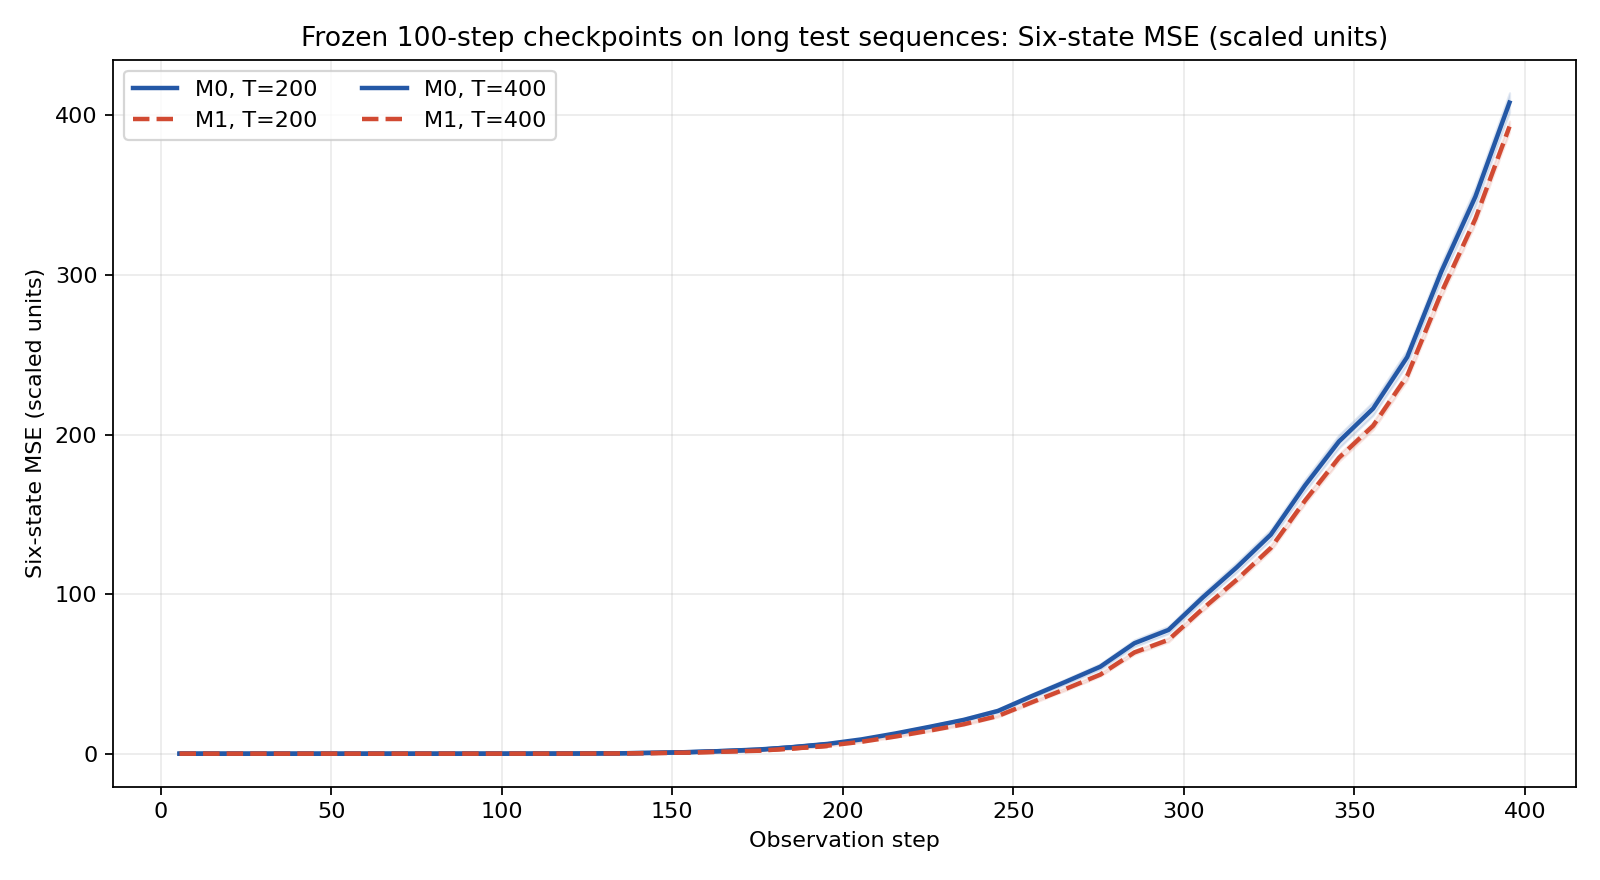 Frozen 100-step checkpoints on long test sequences: Six-state MSE (scaled units)
M0, T=200
M1, T=200
M0, T=400
M1, T=400
Six-state MSE (scaled units)
400
300
200
100
0
0
50
100
150
200
250
300
350
400
Observation step